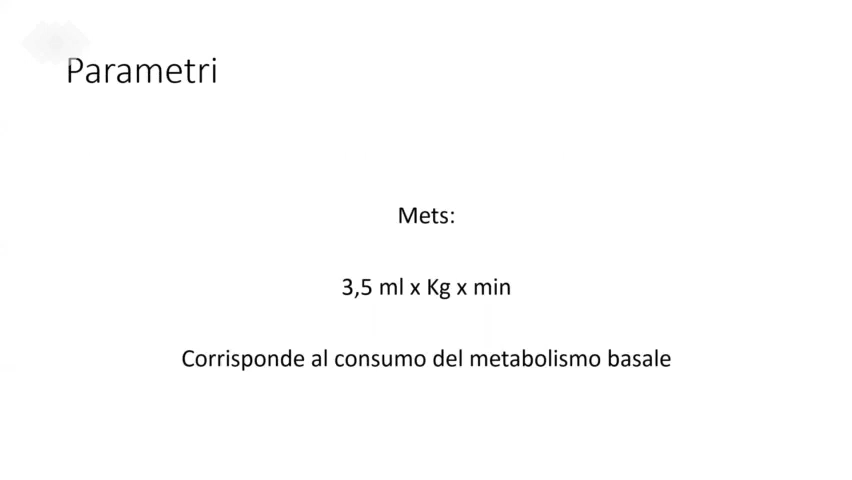 Parametri
Mets:
3,5 ml x Kg x min
Corrisponde al consumo del metabolismo basale